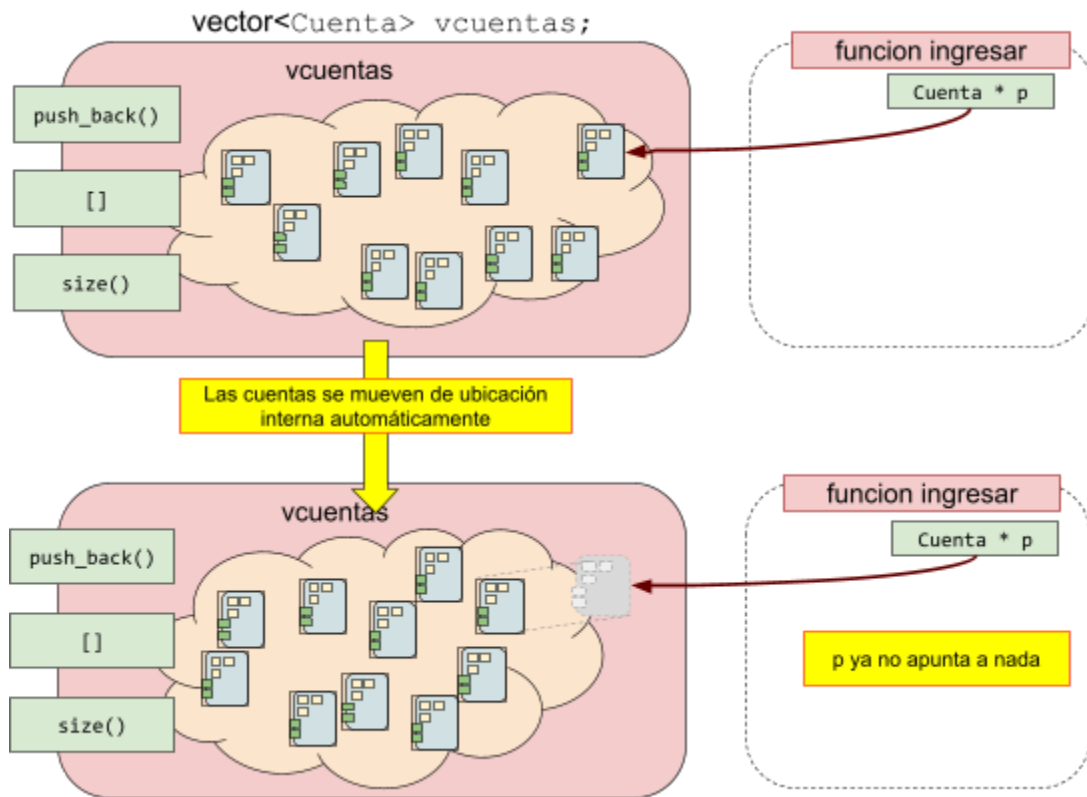 vector<Cuenta> vcuentas;
vcuentas
funcion ingresar
Cuenta * p
push_back()
[]
size()
Las cuentas se mueven de ubicación
interna automáticamente
vcuentas
funcion ingresar
Cuenta * p
push_back()
[]
p ya no apunta a nada
size()